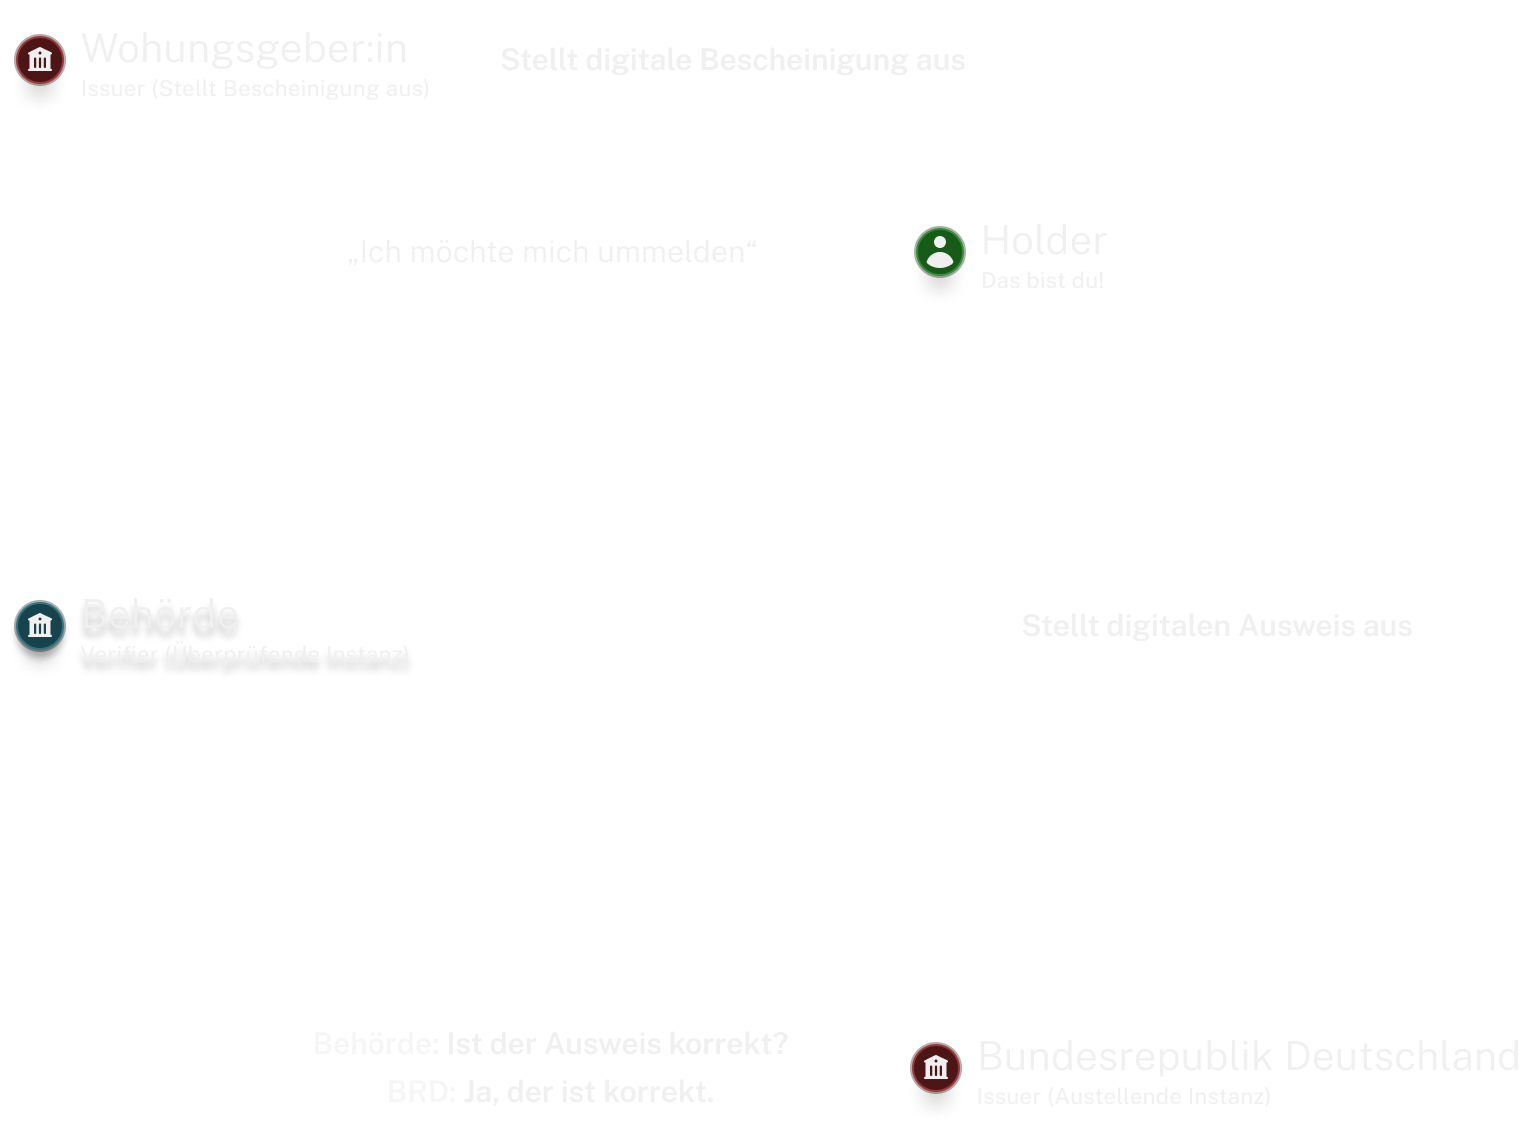 Wohungsgeber:in
Issuer (Stellt Bescheinigung aus)
Stellt digitale Bescheinigung aus
„Ich möchte mich ummelden“
Holder
Das bist du!
Behörde
Verifier (Überprüfende Instanz)
Stellt digitalen Ausweis aus
Behörde: Ist der Ausweis korrekt?
BRD: Ja, der ist korrekt.
Bundesrepublik Deutschland
Issuer (Austellende Instanz)